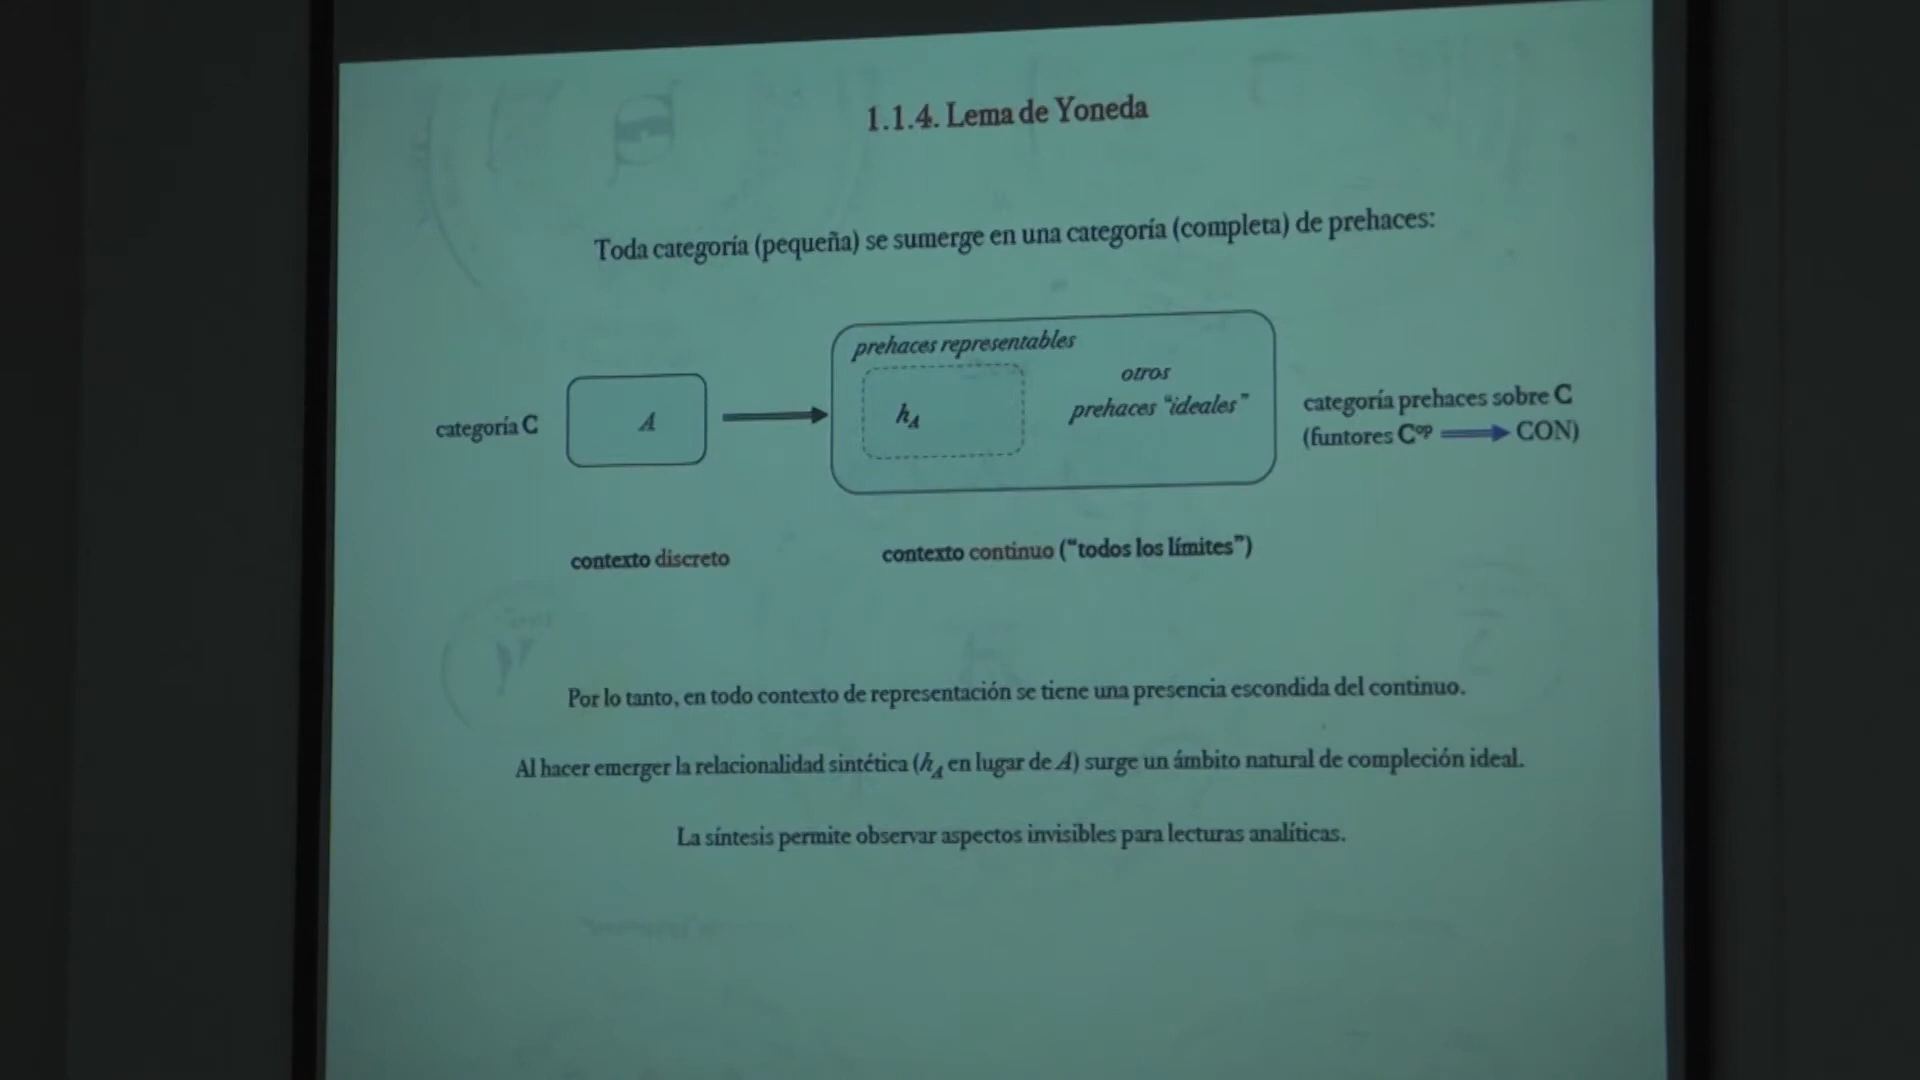 1.1.4. Lema de Yoneda
Toda categoría (pequeña) se sumerge en una categoría (completa) de prehaces:
prehaces representables
otros
prehaces “ideales”
categoría C
A
h_A
categoría prehaces sobre C
(funtores C^op → CON)
contexto discreto
contexto continuo (“todos los límites”)
Por lo tanto, en todo contexto de representación se tiene una presencia escondida del continuo.
Al hacer emerger la relacionalidad sintética (h_A en lugar de A) surge un ámbito natural de compleción ideal.
La síntesis permite observar aspectos invisibles para lecturas analíticas.